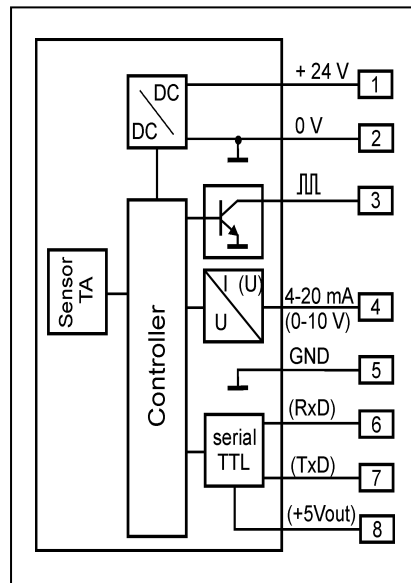 DC
DC
+ 24 V
1
0 V
2
3
Sensor
TA
Controller
I (U)
U
4-20 mA
(0-10 V)
4
GND
5
serial
TTL
(RxD)
6
(TxD)
7
(+5Vout)
8